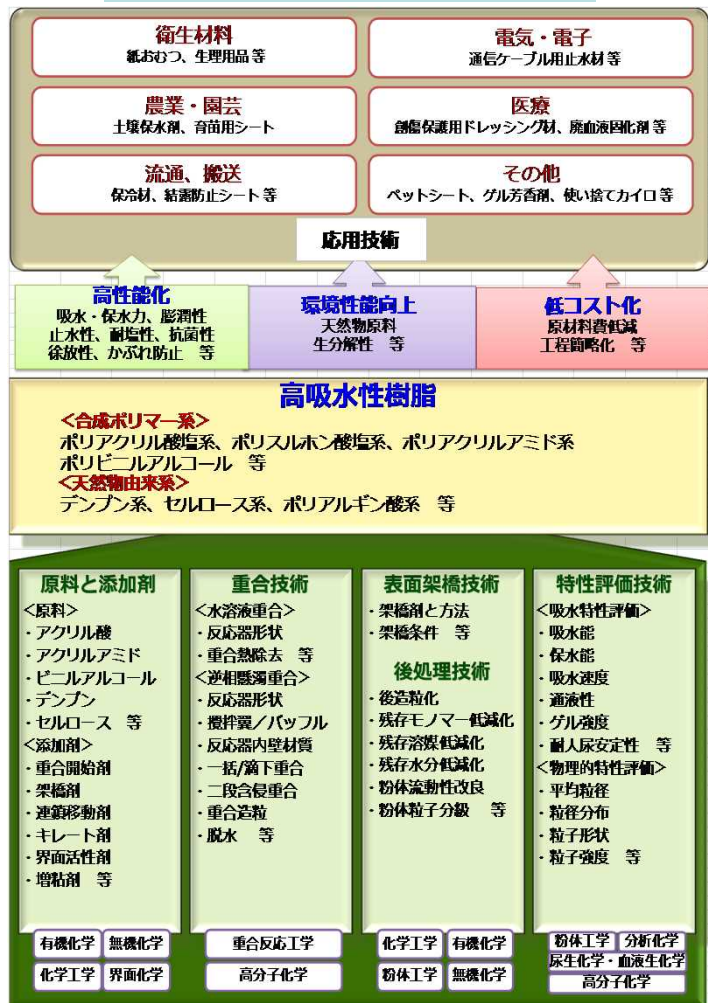 衛生材料
紙おむつ、生理用品 等
電気・電子
通信ケーブル用止水材 等
農業・園芸
土壌保水剤、育苗用シート
医療
創傷保護用ドレッシング材、廃血液固化剤 等
流通、搬送
保冷材、結露防止シート 等
その他
ペットシート、ゲル芳香剤、使い捨てカイロ 等
応用技術
高性能化
吸水・保水力、膨潤性
止水性、耐塩性、抗菌性
徐放性、かぶれ防止 等
環境性能向上
天然物原料
生分解性 等
低コスト化
原材料費低減
工程簡略化 等
高吸水性樹脂
<合成ポリマー系>
ポリアクリル酸塩系、ポリスルホン酸塩系、ポリアクリルアミド系
ポリビニルアルコール 等
<天然物由来系>
デンプン系、セルロース系、ポリアルギン酸系 等
原料と添加剤
<原料>
・アクリル酸
・アクリルアミド
・ビニルアルコール
・デンプン
・セルロース 等
<添加剤>
・重合開始剤
・架橋剤
・連鎖移動剤
・キレート剤
・界面活性剤
・増粘剤 等
有機化学
無機化学
化学工学
界面化学
重合技術
<水溶液重合>
・反応器形状
・重合熱除去 等
<逆相懸濁重合>
・反応器形状
・攪拌翼／バッフル
・反応器内壁材質
・一括/滴下重合
・二段含侵重合
・重合造粒
・脱水 等
重合反応工学
高分子化学
表面架橋技術
・架橋剤と方法
・架橋条件 等
後処理技術
・後造粒化
・残存モノマー低減化
・残存溶媒低減化
・残存水分低減化
・粉体流動性改良
・粉体粒子分級 等
化学工学
有機化学
粉体工学
無機化学
特性評価技術
<吸水特性評価>
・吸水能
・保水能
・吸水速度
・通液性
・ゲル強度
・耐人尿安定性 等
<物理的特性評価>
・平均粒径
・粒径分布
・粒子形状
・粒子強度 等
粉体工学
分析化学
尿生化学・血液生化学
高分子化学